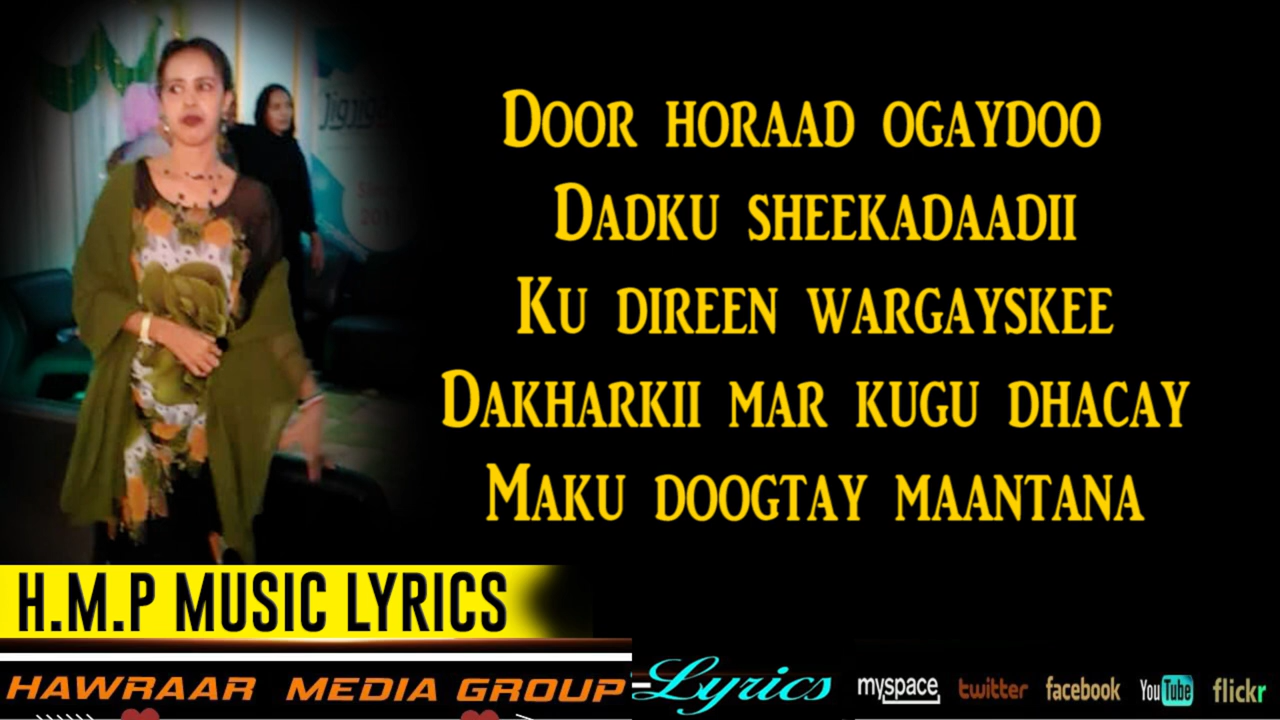 Door horaad ogaydoo
Dadku sheekadaadii
Ku direen wargayskee
Dakharkii mar kugu dhacay
Maku doogtay maantana
Jigjiga
H.M.P MUSIC LYRICS
HAWRAAR MEDIA GROUP
Lyrics
myspace twitter facebook YouTube flickr